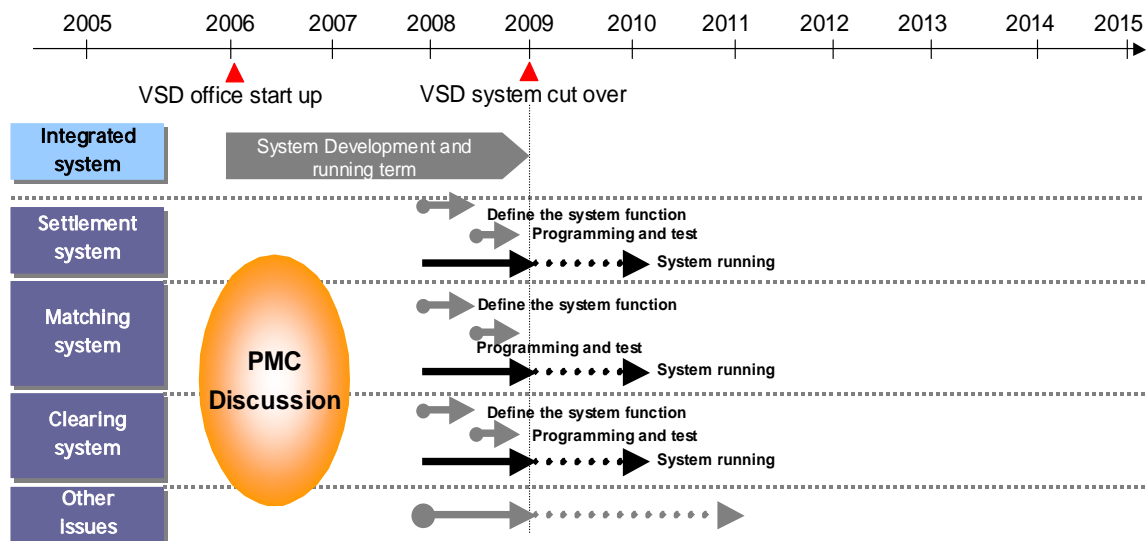 2005 2006 2007 2008 2009 2010 2011 2012 2013 2014 2015
VSD office start up
VSD system cut over
Integrated
system
System Development and
running term
Settlement
system
Define the system function
Programming and test
System running
Matching
system
Define the system function
Programming and test
System running
PMC
Discussion
Clearing
system
Define the system function
Programming and test
System running
Other
issues